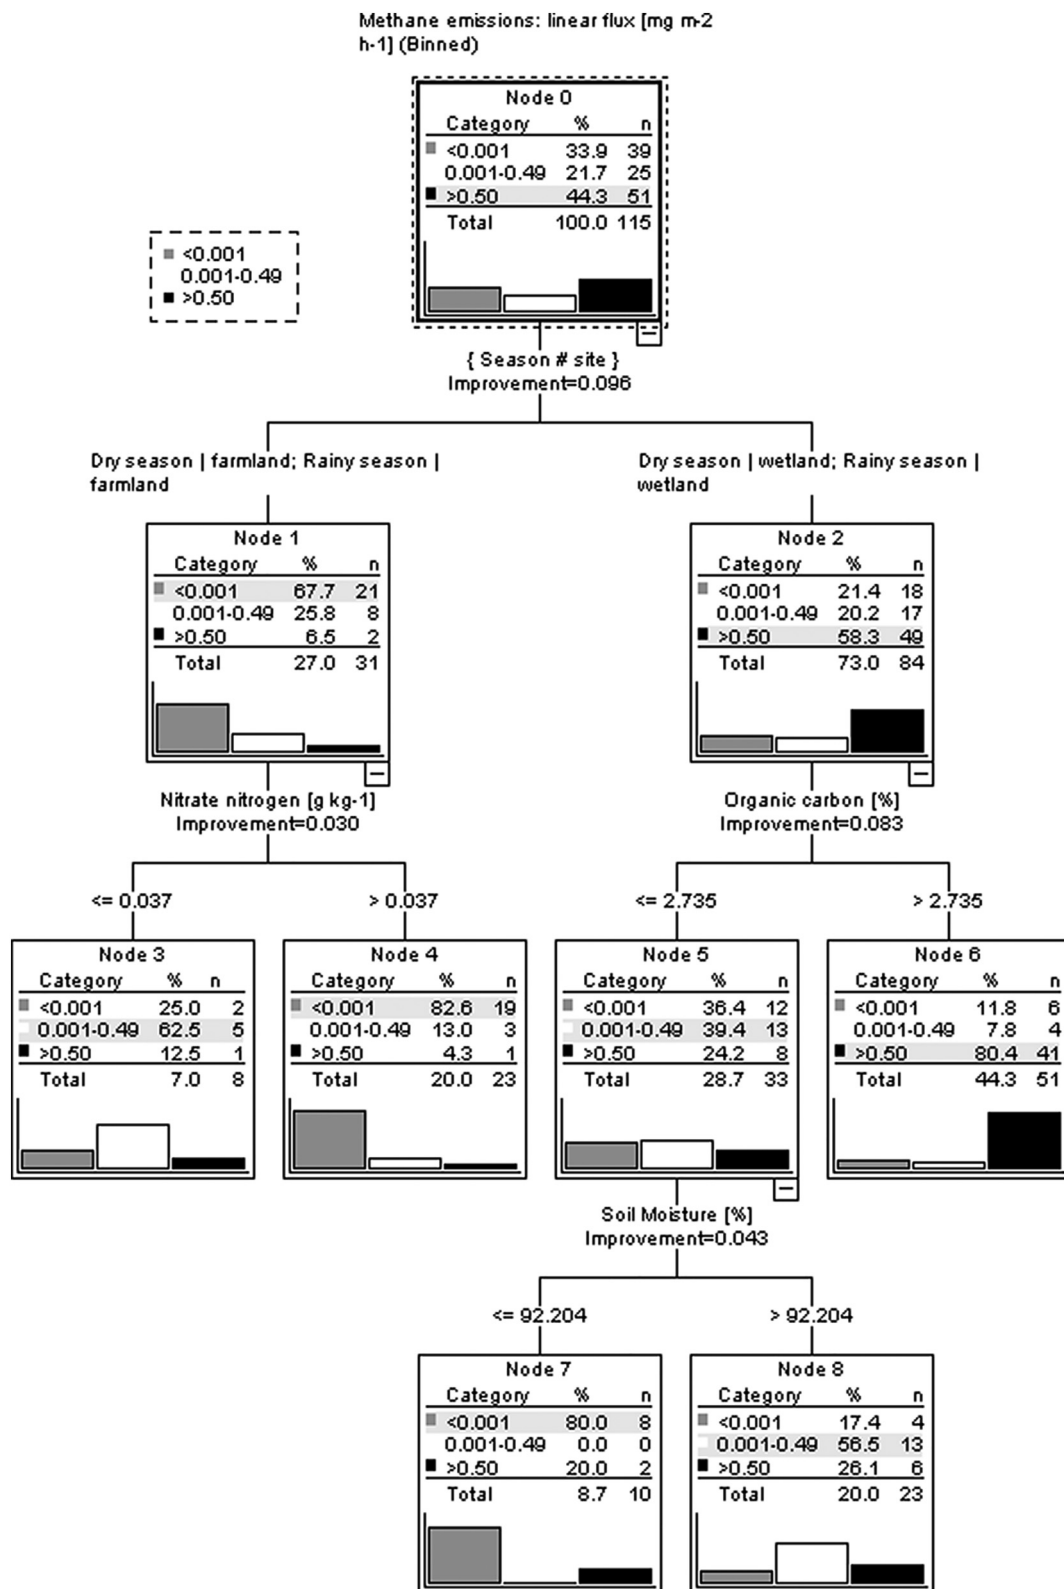 Methane emissions: linear flux [mg m-2
h-1] (Binned)
Node 0
Category % n
<0.001 33.9 39
0.001-0.49 21.7 25
>0.50 44.3 51
Total 100.0 115
<0.001
0.001-0.49
>0.50
{ Season # site }
Improvement=0.096
Dry season | farmland; Rainy season |
farmland
Dry season | wetland; Rainy season |
wetland
Node 1
Category % n
<0.001 67.7 21
0.001-0.49 25.8 8
>0.50 6.5 2
Total 27.0 31
Node 2
Category % n
<0.001 21.4 18
0.001-0.49 20.2 17
>0.50 58.3 49
Total 73.0 84
Nitrate nitrogen [g kg-1]
Improvement=0.030
Organic carbon [%]
Improvement=0.083
<= 0.037
> 0.037
<= 2.735
> 2.735
Node 3
Category % n
<0.001 25.0 2
0.001-0.49 62.5 5
>0.50 12.5 1
Total 7.0 8
Node 4
Category % n
<0.001 82.6 19
0.001-0.49 13.0 3
>0.50 4.3 1
Total 20.0 23
Node 5
Category % n
<0.001 36.4 12
0.001-0.49 39.4 13
>0.50 24.2 8
Total 28.7 33
Node 6
Category % n
<0.001 11.8 6
0.001-0.49 7.8 4
>0.50 80.4 41
Total 44.3 51
Soil Moisture [%]
Improvement=0.043
<= 92.204
> 92.204
Node 7
Category % n
<0.001 80.0 8
0.001-0.49 0.0 0
>0.50 20.0 2
Total 8.7 10
Node 8
Category % n
<0.001 17.4 4
0.001-0.49 56.5 13
>0.50 26.1 6
Total 20.0 23